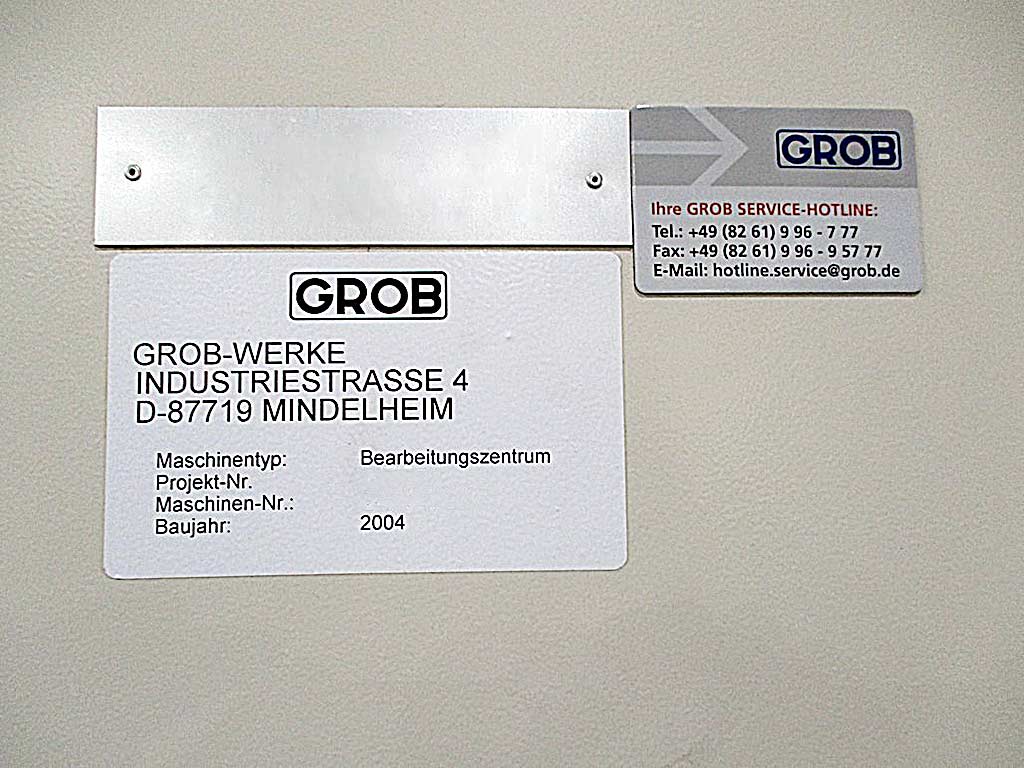 GROB
GROB-WERKE
INDUSTRIESTRASSE 4
D-87719 MINDELHEIM
Maschinentyp: Bearbeitungszentrum
Projekt-Nr.
Maschinen-Nr.:
Baujahr: 2004
GROB
Ihre GROB SERVICE-HOTLINE:
Tel.: +49 (82 61) 9 96 - 7 77
Fax: +49 (82 61) 9 96 - 9 57 77
E-Mail: hotline.service@grob.de